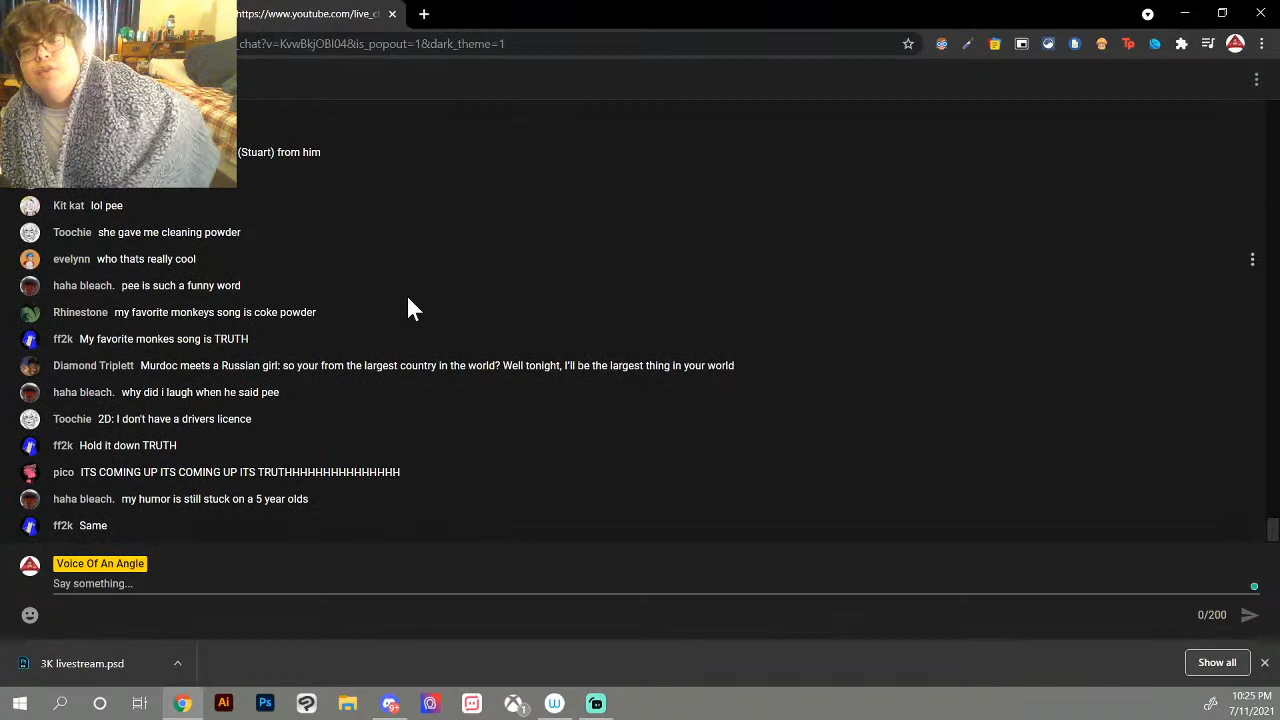 https://www.youtube.com/live_c
_chat?v=KvwBkjOBI04&is_popout=1&dark_theme=1
(Stuart) from him
Kit kat lol pee
Toochie she gave me cleaning powder
evelynn who thats really cool
haha bleach. pee is such a funny word
Rhinestone my favorite monkeys song is coke powder
ff2k My favorite monkes song is TRUTH
Diamond Triplett Murdoc meets a Russian girl: so your from the largest country in the world? Well tonight, I'll be the largest thing in your world
haha bleach. why did i laugh when he said pee
Toochie 2D: I don't have a drivers licence
ff2k Hold it down TRUTH
pico ITS COMING UP ITS COMING UP ITS TRUTHHHHHHHHHHHHHHH
haha bleach. my humor is still stuck on a 5 year olds
ff2k Same
Voice Of An Angle
Say something...
0/200
3K livestream.psd
Show all
Ai Ps
10:25 PM
7/11/2021